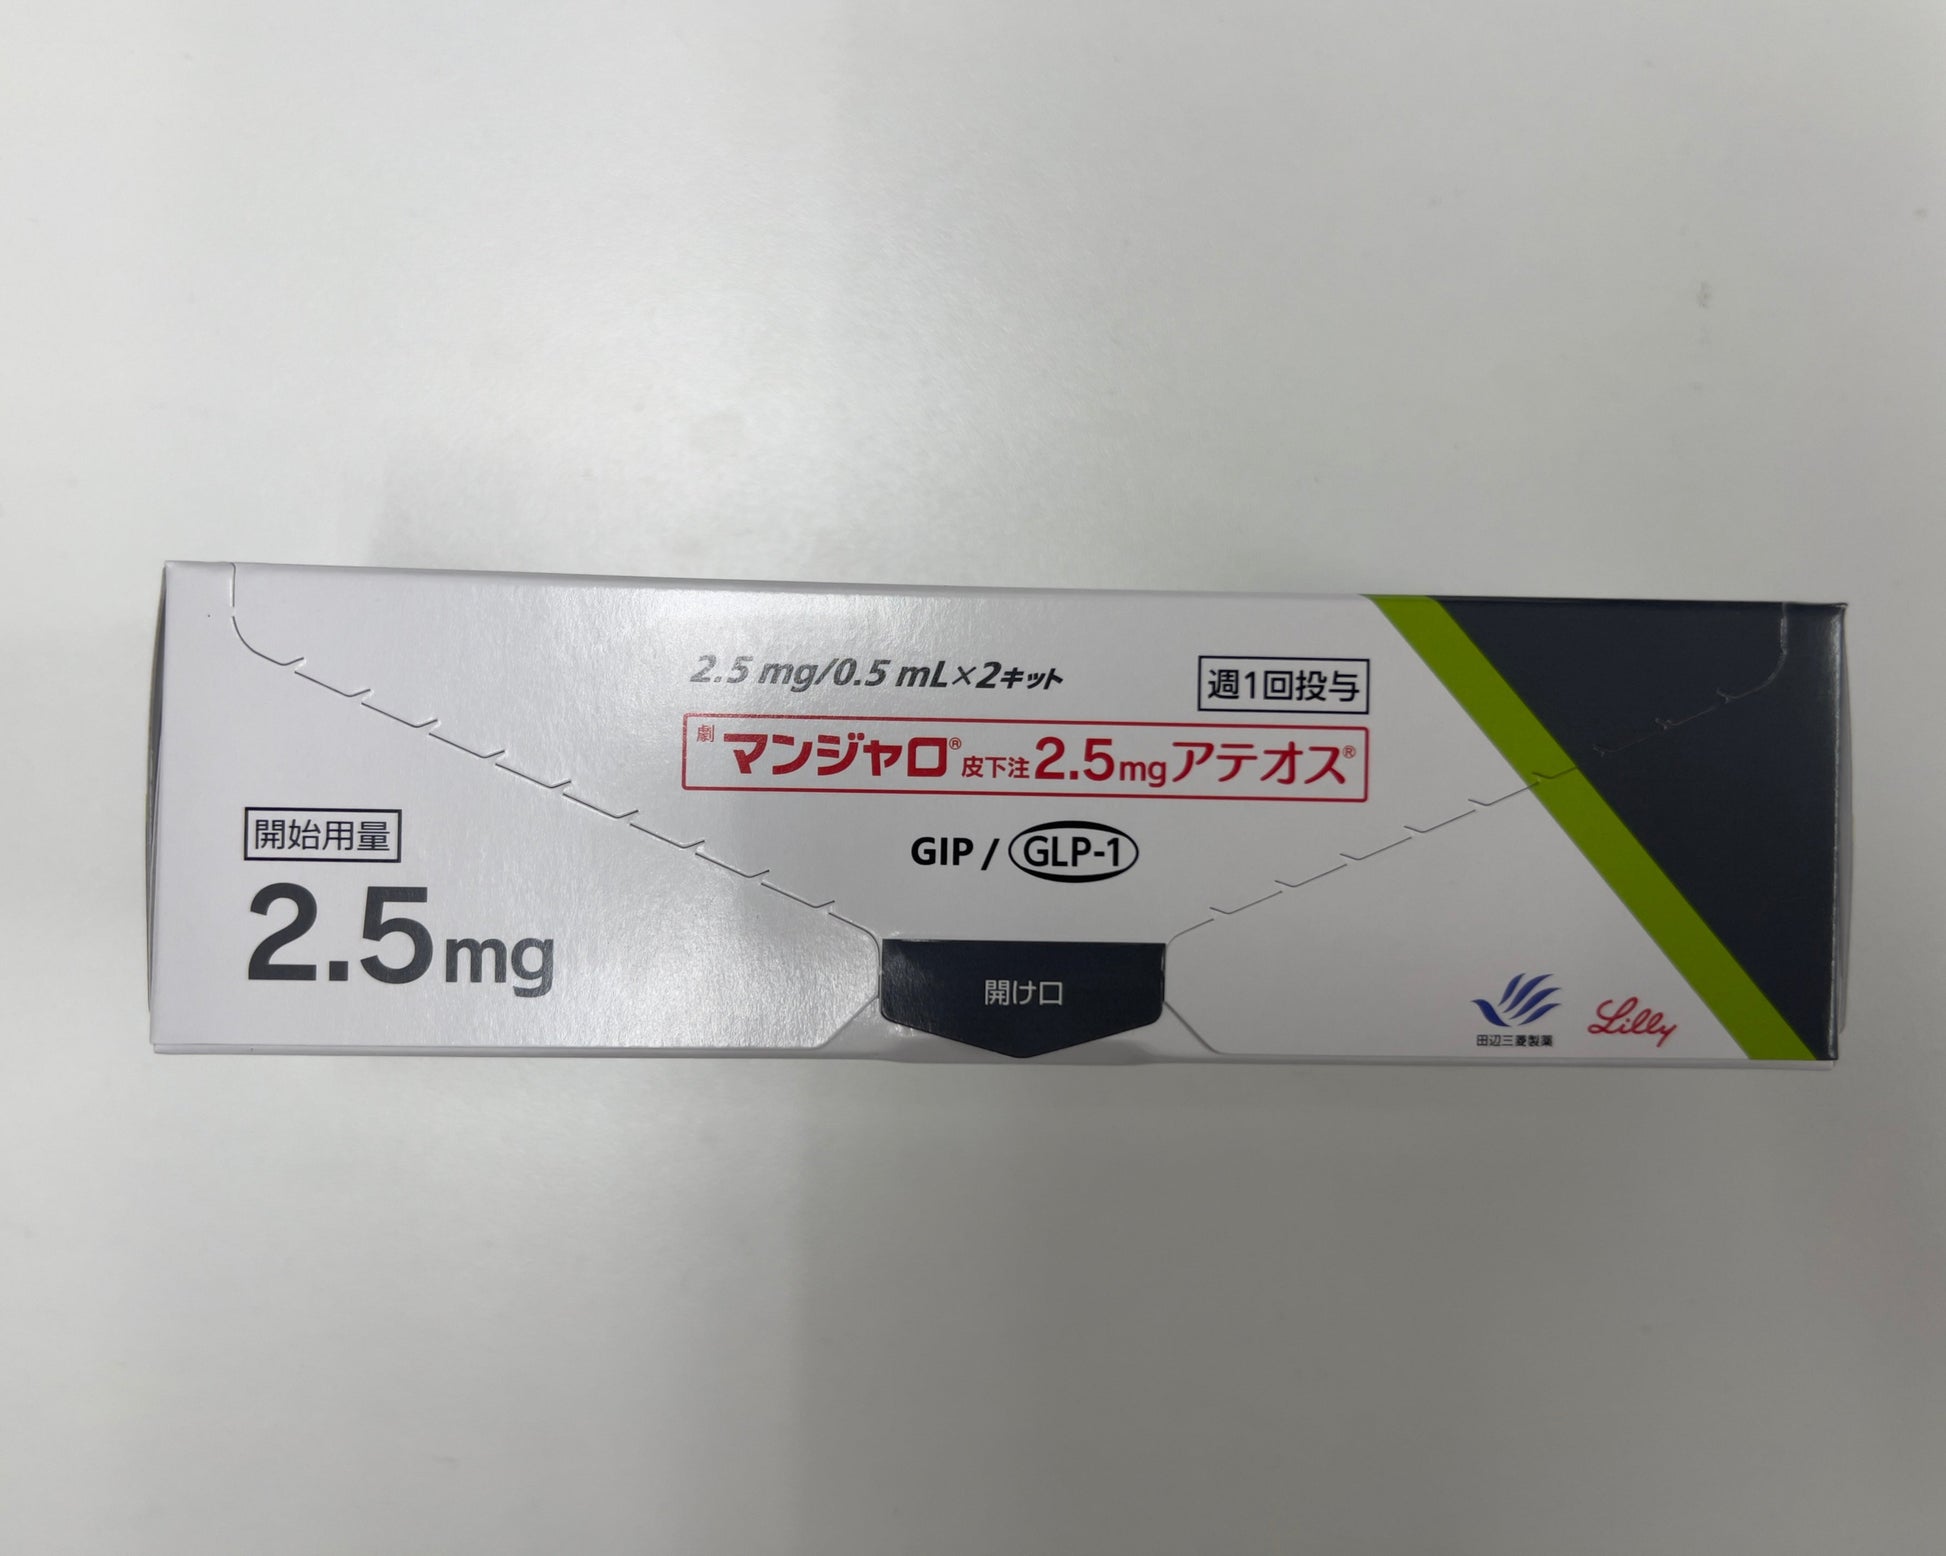 2.5 mg/0.5 mL×2キット
週1回投与
劇 マンジャロ® 皮下注2.5mgアテオス®
GIP / GLP-1
開始用量
2.5mg
開け口
田辺三菱製薬
Lilly